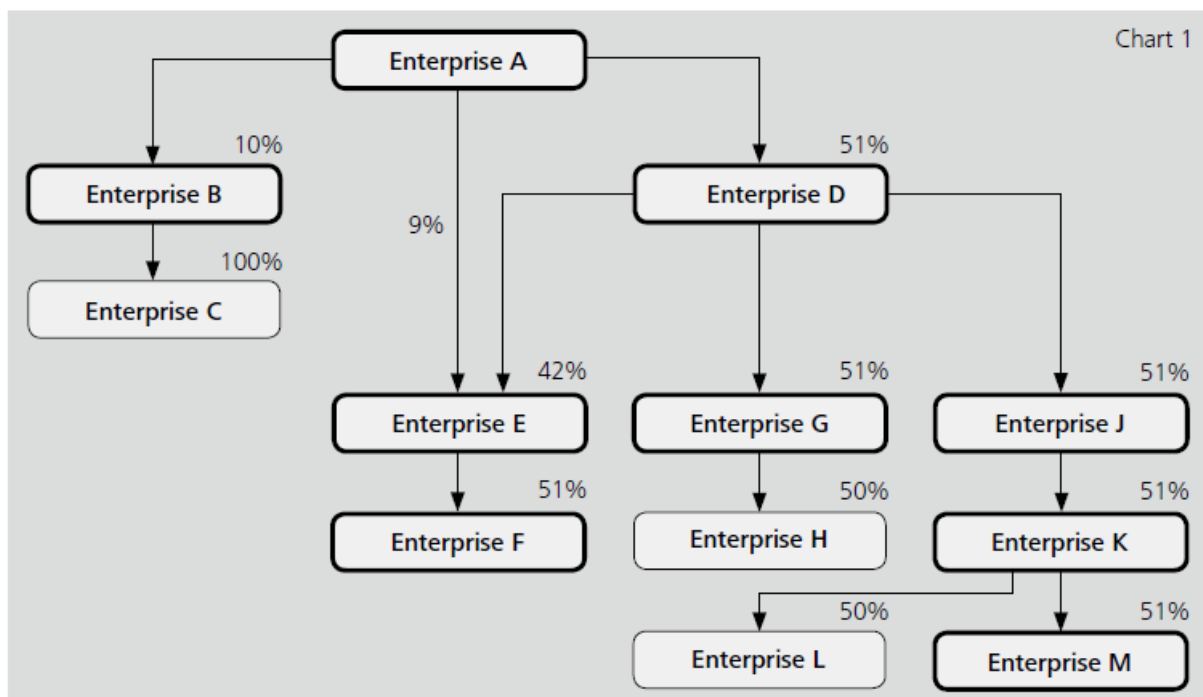 Chart 1
Enterprise A
10%
51%
Enterprise B
Enterprise D
9%
100%
Enterprise C
42%
51%
51%
Enterprise E
Enterprise G
Enterprise J
51%
50%
51%
Enterprise F
Enterprise H
Enterprise K
50%
51%
Enterprise L
Enterprise M